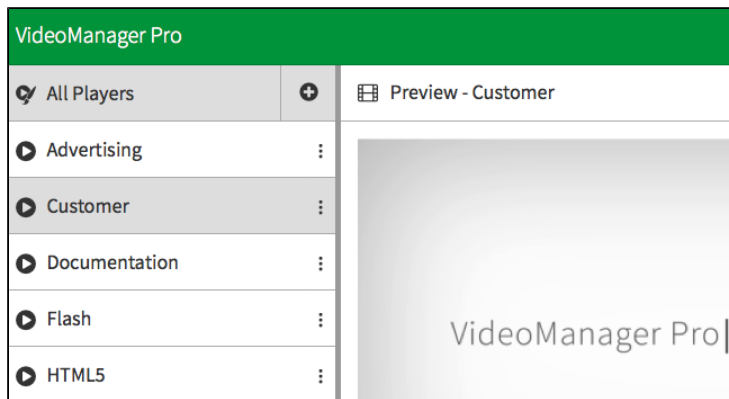 VideoManager Pro
All Players
Advertising
Customer
Documentation
Flash
HTML5
Preview - Customer
VideoManager Pro